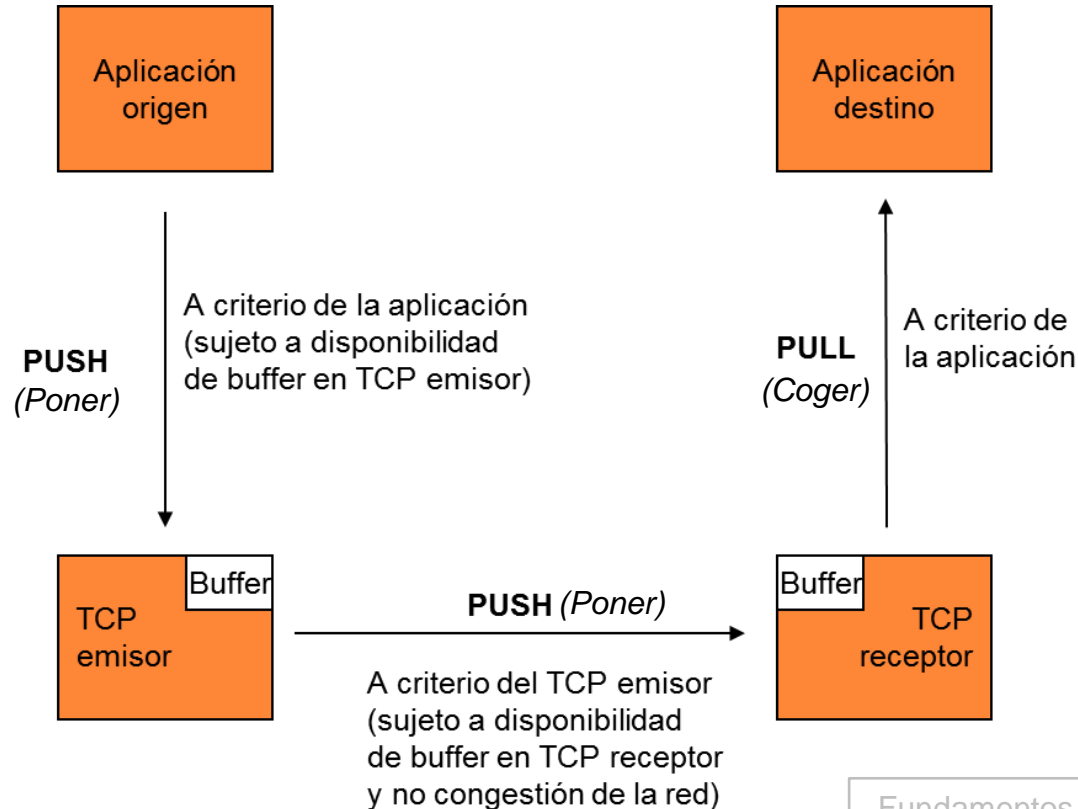 Aplicación
origen
Aplicación
destino
PUSH
(Poner)
A criterio de la aplicación
(sujeto a disponibilidad
de buffer en TCP emisor)
PULL
(Coger)
A criterio de
la aplicación
Buffer
TCP
emisor
PUSH (Poner)
A criterio del TCP emisor
(sujeto a disponibilidad
de buffer en TCP receptor
y no congestión de la red)
Buffer
TCP
receptor
Fundamentos